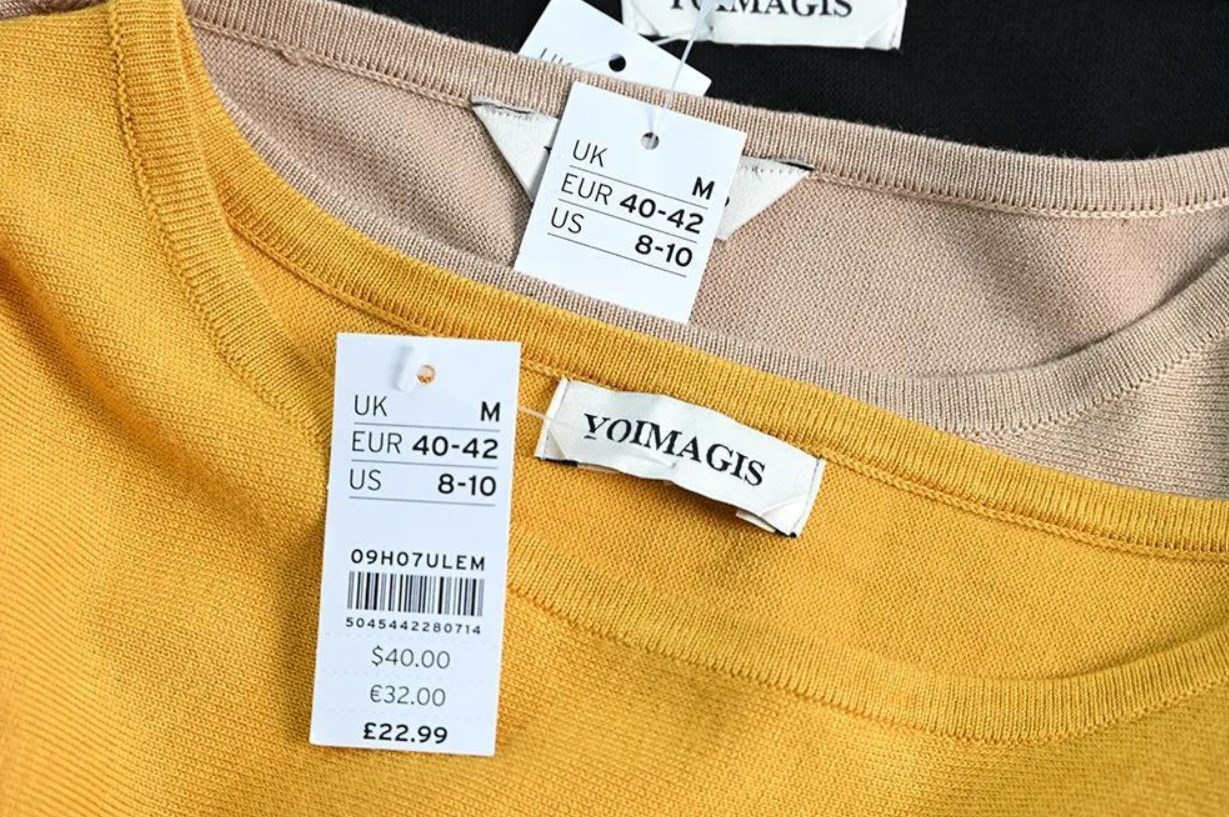 YOIMAGIS
UK
UK M
EUR 40-42
US 8-10
UK M
EUR 40-42
US 8-10
YOIMAGIS
09H07ULEM
5045442280714
$40.00
€32.00
£22.99